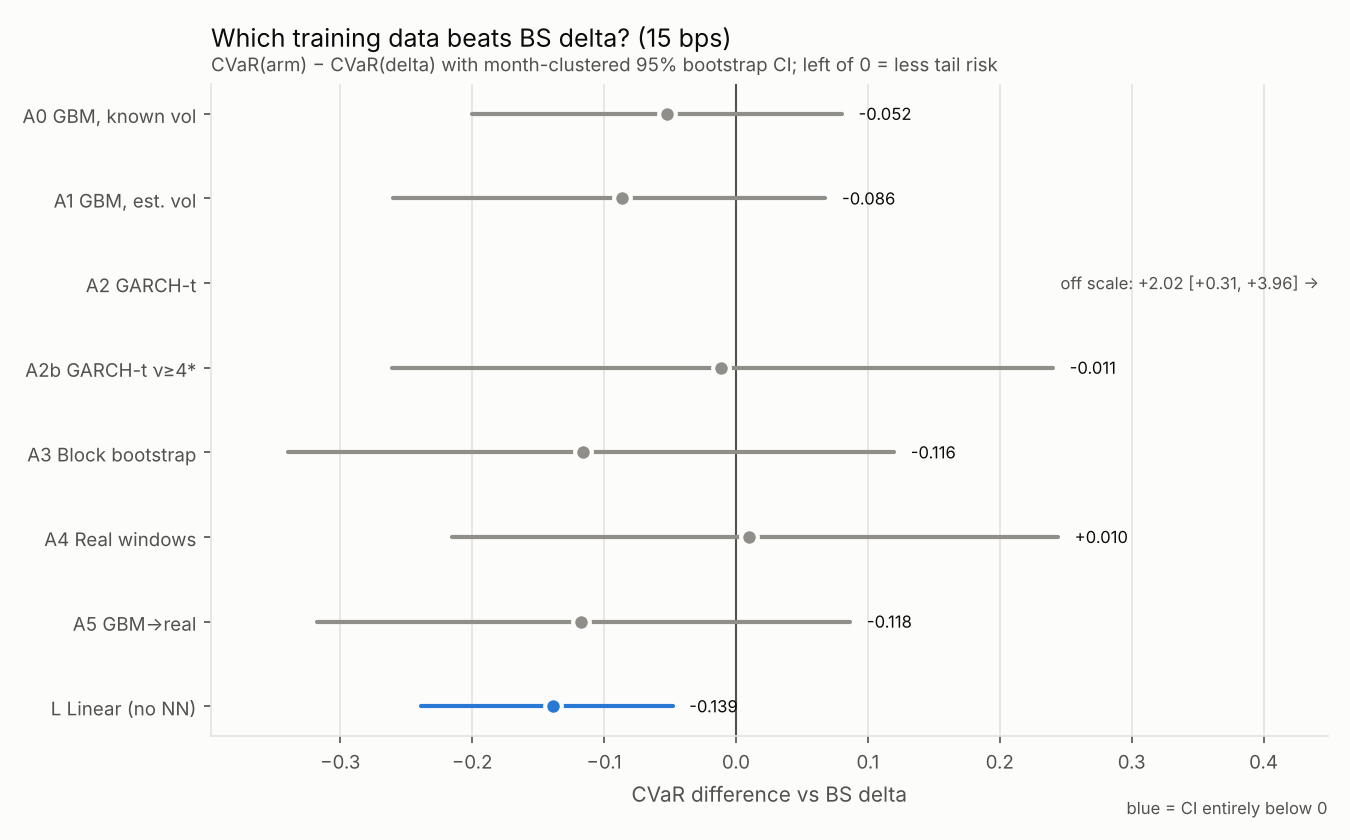 Which training data beats BS delta? (15 bps)
CVaR(arm) − CVaR(delta) with month-clustered 95% bootstrap CI; left of 0 = less tail risk
A0 GBM, known vol
-0.052
A1 GBM, est. vol
-0.086
A2 GARCH-t
off scale: +2.02 [+0.31, +3.96] →
A2b GARCH-t ν≥4*
-0.011
A3 Block bootstrap
-0.116
A4 Real windows
+0.010
A5 GBM→real
-0.118
L Linear (no NN)
-0.139
−0.3 −0.2 −0.1 0.0 0.1 0.2 0.3 0.4
CVaR difference vs BS delta
blue = CI entirely below 0